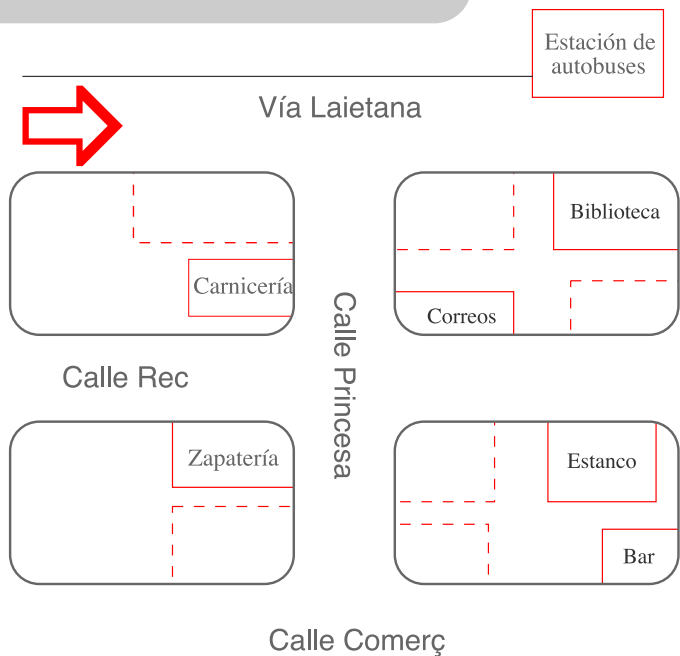 Estación de
autobuses
Vía Laietana
Biblioteca
Carnicería
Correos
Calle Princesa
Calle Rec
Zapatería
Estanco
Bar
Calle Comerç